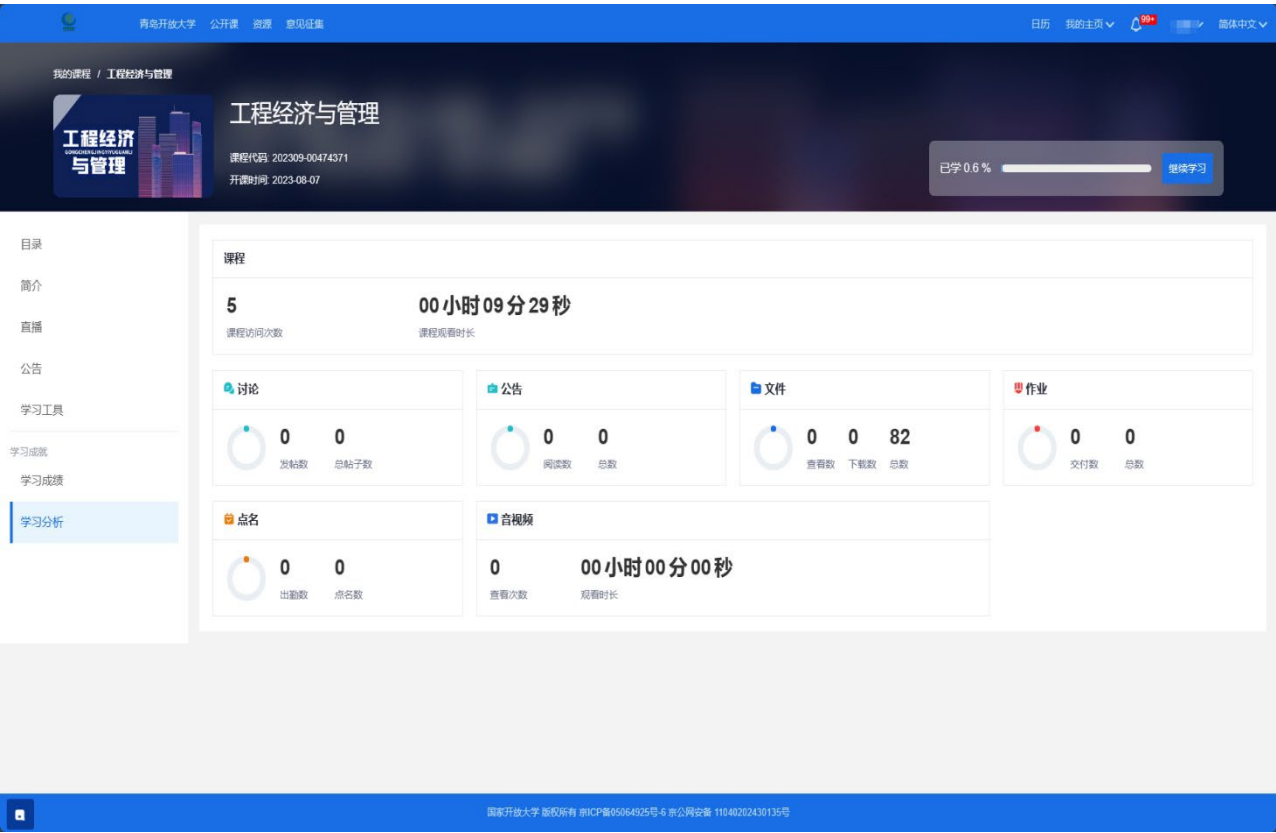 青岛开放大学 公开课 资源 意见征集 日历 我的主页 99+ 简体中文
我的课程 / 工程经济与管理
工程经济
GONGCHENGJINGJIYUGUANLI
与管理
工程经济与管理
课程代码: 202309-00474371
开课时间: 2023-08-07
已学 0.6 % 继续学习
目录
简介
直播
公告
学习工具
学习成就
学习成绩
学习分析
课程
5 00 小时 09 分 29 秒
课程访问次数 课程观看时长
讨论 公告 文件 作业
0 0 0 0 0 0 82 0 0
发帖数 总帖子数 阅读数 总数 查看数 下载数 总数 交付数 总数
点名 音视频
0 0 0 00 小时 00 分 00 秒
出勤数 点名数 查看次数 观看时长
国家开放大学 版权所有 京ICP备05064925号-6 京公网安备 11040202430135号